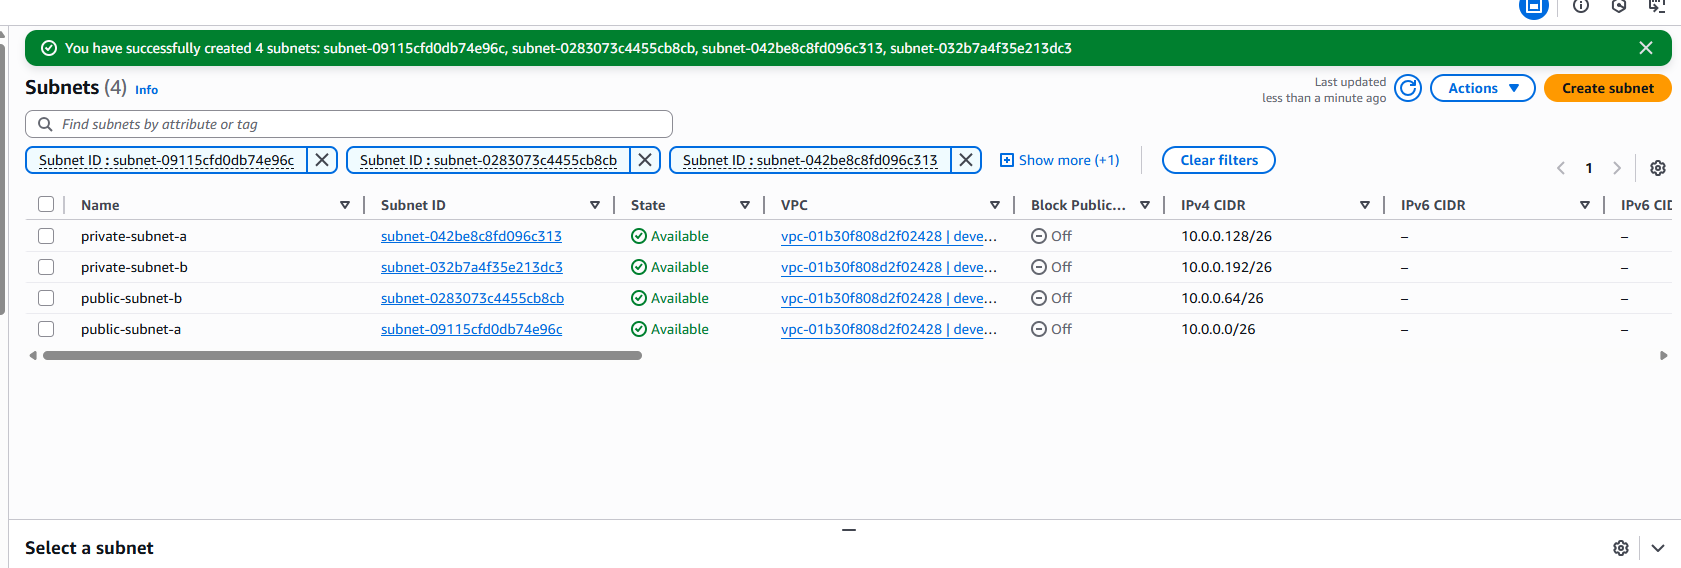 You have successfully created 4 subnets: subnet-09115cfd0db74e96c, subnet-0283073c4455cb8cb, subnet-042be8c8fd096c313, subnet-032b7a4f35e213dc3
Subnets (4) Info
Last updated
less than a minute ago
Actions
Create subnet
Find subnets by attribute or tag
Subnet ID : subnet-09115cfd0db74e96c
Subnet ID : subnet-0283073c4455cb8cb
Subnet ID : subnet-042be8c8fd096c313
Show more (+1)
Clear filters
1
Name Subnet ID State VPC Block Public... IPv4 CIDR IPv6 CIDR IPv6 CID
private-subnet-a subnet-042be8c8fd096c313 Available vpc-01b30f808d2f02428 | deve... Off 10.0.0.128/26 – –
private-subnet-b subnet-032b7a4f35e213dc3 Available vpc-01b30f808d2f02428 | deve... Off 10.0.0.192/26 – –
public-subnet-b subnet-0283073c4455cb8cb Available vpc-01b30f808d2f02428 | deve... Off 10.0.0.64/26 – –
public-subnet-a subnet-09115cfd0db74e96c Available vpc-01b30f808d2f02428 | deve... Off 10.0.0.0/26 – –
Select a subnet